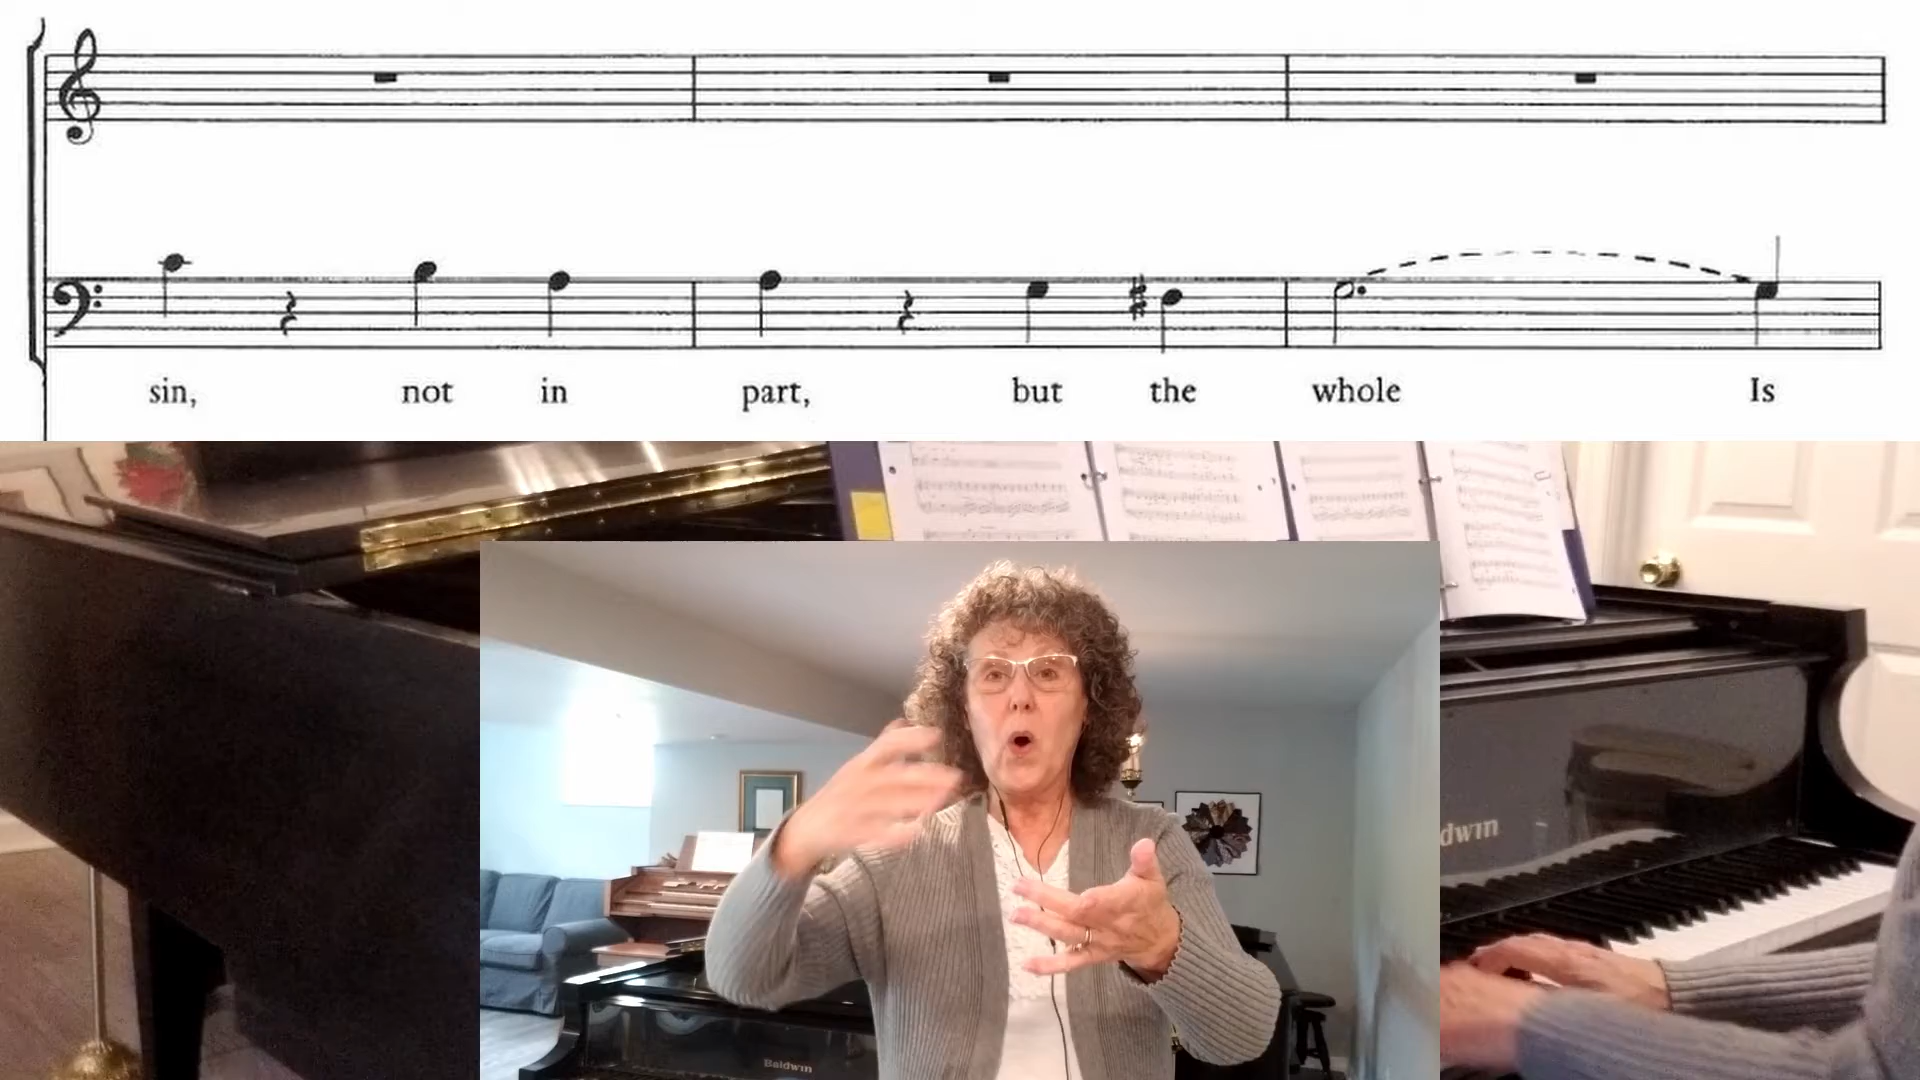 sin, not in part, but the whole Is
dwin
Baldwin